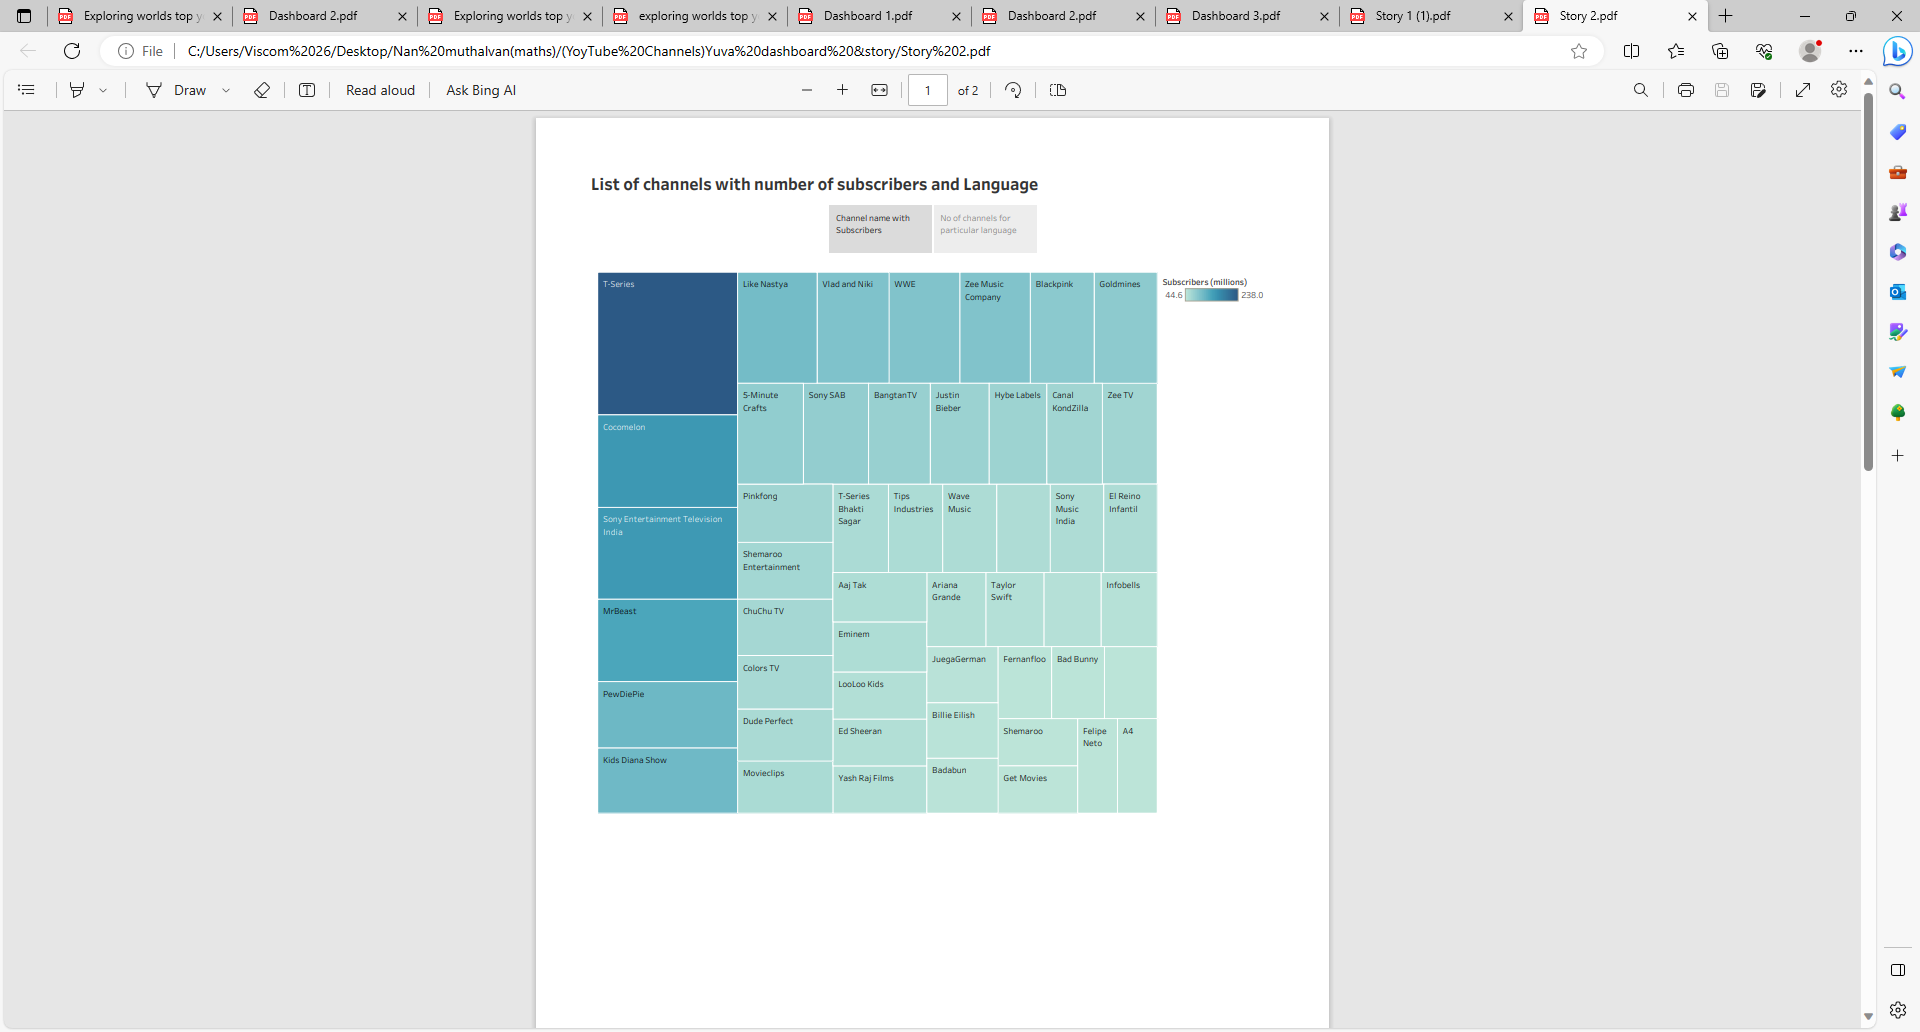 Exploring worlds top y
Dashboard 2.pdf
Exploring worlds top y
exploring worlds top y
Dashboard 1.pdf
Dashboard 2.pdf
Dashboard 3.pdf
Story 1 (1).pdf
Story 2.pdf
File
C:/Users/Viscom%2026/Desktop/Nan%20muthalvan(maths)/(YoyTube%20Channels)Yuva%20dashboard%20&story/Story%202.pdf
Draw
Read aloud
Ask Bing AI
1
of 2
List of channels with number of subscribers and Language
Channel name with
Subscribers
No of channels for
particular language
Subscribers (millions)
44.6
238.0
T-Series
Cocomelon
Sony Entertainment Television
India
MrBeast
PewDiePie
Kids Diana Show
Like Nastya
Vlad and Niki
WWE
Zee Music
Company
Blackpink
Goldmines
5-Minute
Crafts
Sony SAB
BangtanTV
Justin
Bieber
Hybe Labels
Canal
KondZilla
Zee TV
Pinkfong
Shemaroo
Entertainment
ChuChu TV
Colors TV
Dude Perfect
Movieclips
T-Series
Bhakti
Sagar
Tips
Industries
Wave
Music
Sony
Music
India
El Reino
Infantil
Aaj Tak
Eminem
LooLoo Kids
Ed Sheeran
Yash Raj Films
Ariana
Grande
Taylor
Swift
Infobells
JuegaGerman
Billie Eilish
Badabun
Fernanfloo
Bad Bunny
Shemaroo
Get Movies
Felipe
Neto
A4